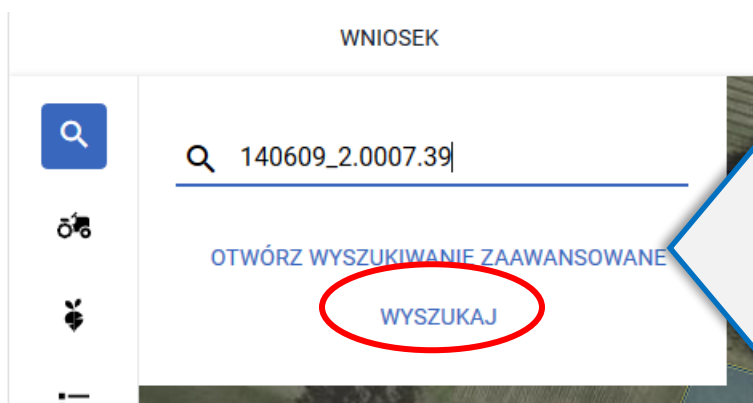 WNIOSEK
140609_2.0007.39
OTWÓRZ WYSZUKIWANIE ZAAWANSOWANE
WYSZUKAJ